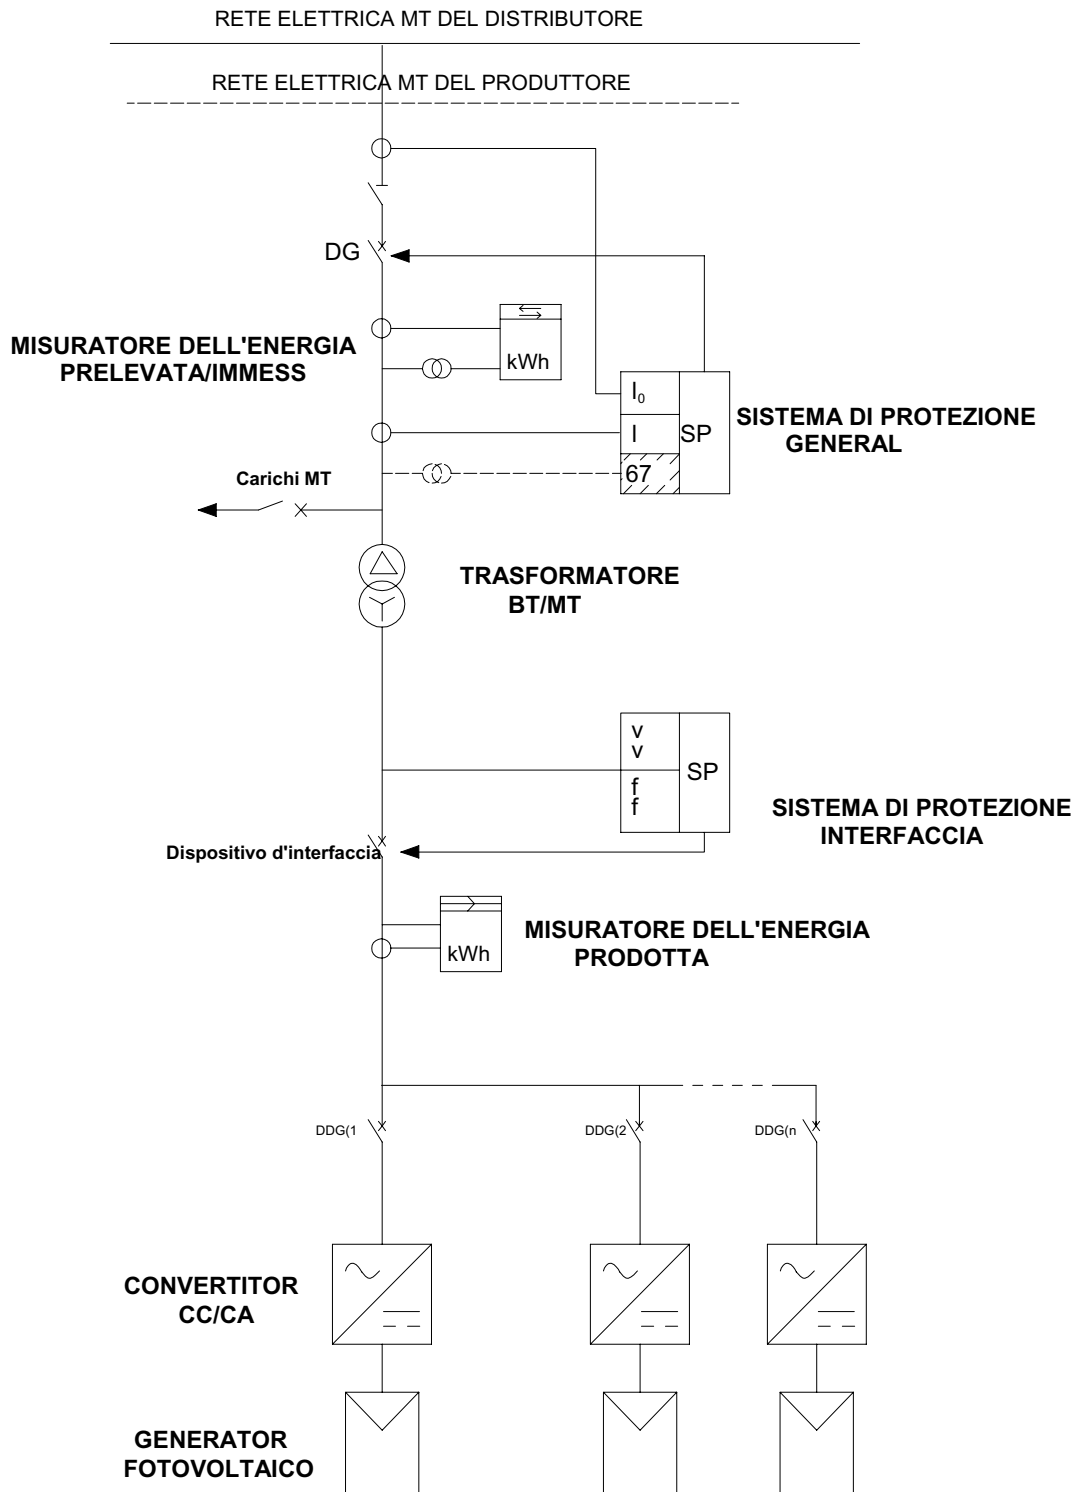 RETE ELETTRICA MT DEL DISTRIBUTORE
RETE ELETTRICA MT DEL PRODUTTORE
DG
MISURATORE DELL'ENERGIA
PRELEVATA/IMMESS
kWh
I0
I
67
SP
SISTEMA DI PROTEZIONE
GENERAL
Carichi MT
TRASFORMATORE
BT/MT
v
v
f
f
SP
SISTEMA DI PROTEZIONE
INTERFACCIA
Dispositivo d'interfaccia
kWh
MISURATORE DELL'ENERGIA
PRODOTTA
DDG(1
DDG(2
DDG(n
CONVERTITOR
CC/CA
GENERATOR
FOTOVOLTAICO